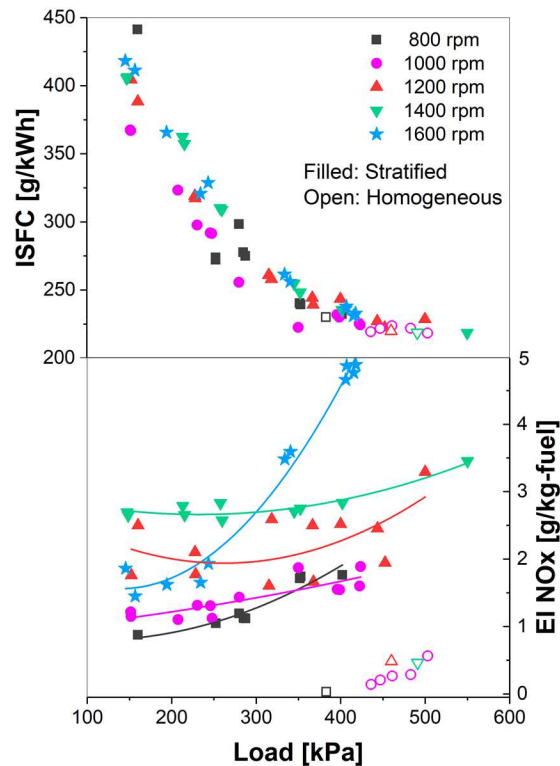 450
400
350
300
250
200
ISFC [g/kWh]
800 rpm
1000 rpm
1200 rpm
1400 rpm
1600 rpm
Filled: Stratified
Open: Homogeneous
5
4
3
2
1
0
EI NOx [g/kg-fuel]
100 200 300 400 500 600
Load [kPa]